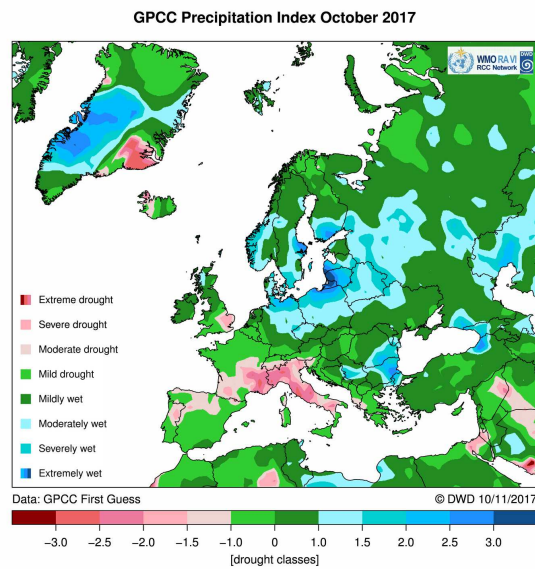 GPCC Precipitation Index October 2017
WMO RA VI
RCC Network
DWD
Extreme drought
Severe drought
Moderate drought
Mild drought
Mildly wet
Moderately wet
Severely wet
Extremely wet
Data: GPCC First Guess
© DWD 10/11/2017
−3.0 −2.5 −2.0 −1.5 −1.0 0 1.0 1.5 2.0 2.5 3.0
[drought classes]